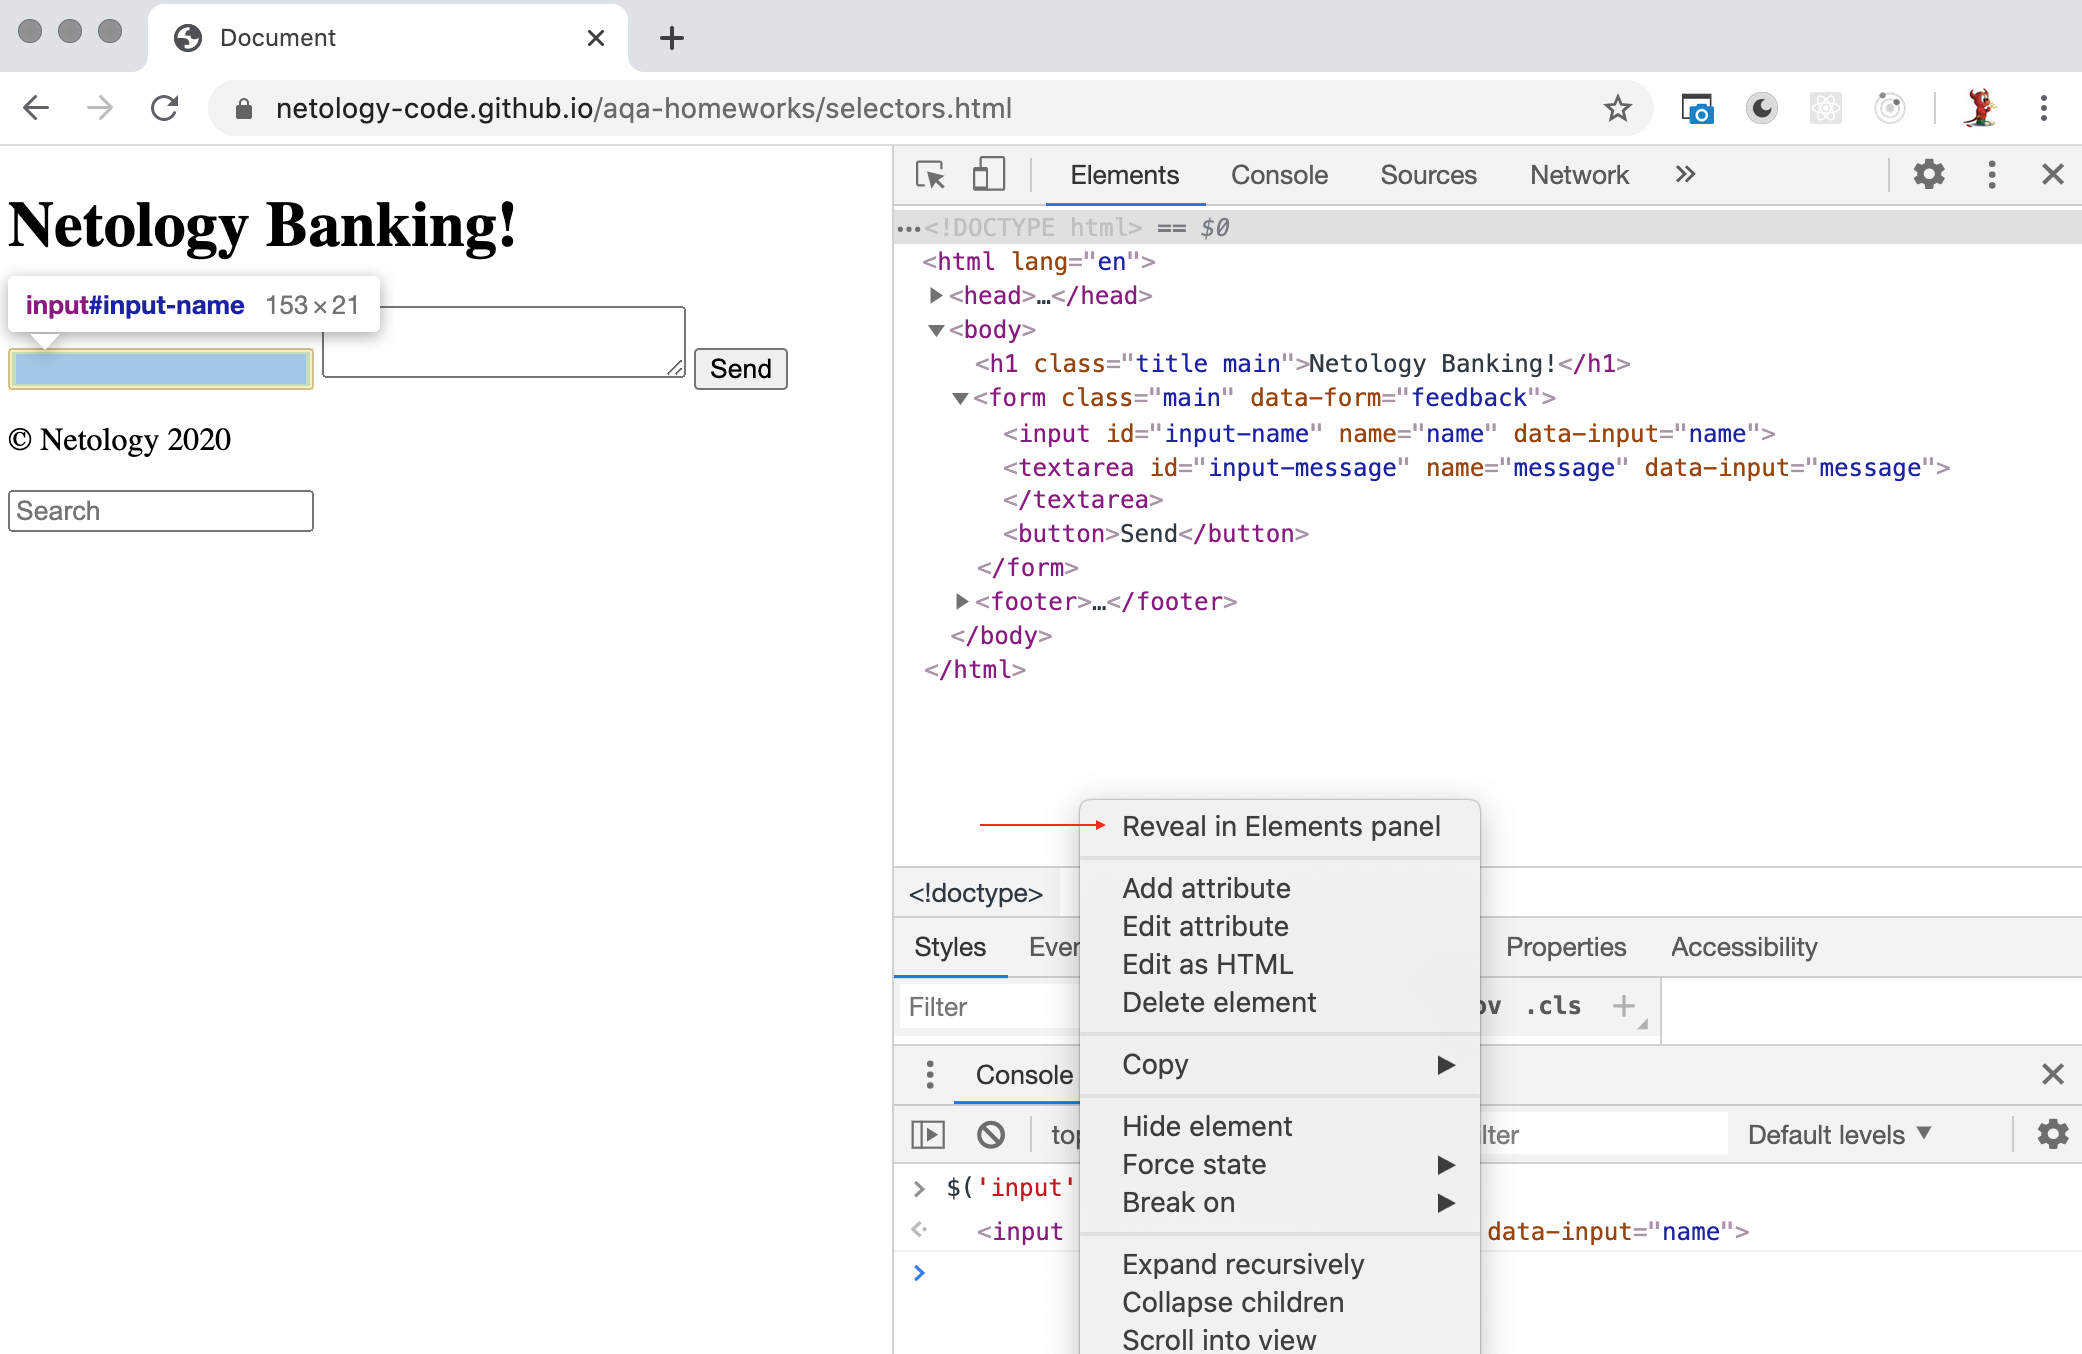 Document
netology-code.github.io/aqa-homeworks/selectors.html
Netology Banking!
input#input-name 153 × 21
Send
© Netology 2020
Search
Elements Console Sources Network »
<!DOCTYPE html> == $0
<html lang="en">
<head>…</head>
<body>
<h1 class="title main">Netology Banking!</h1>
<form class="main" data-form="feedback">
<input id="input-name" name="name" data-input="name">
<textarea id="input-message" name="message" data-input="message">
</textarea>
<button>Send</button>
</form>
<footer>…</footer>
</body>
</html>
<!doctype>
Styles Properties Accessibility
Filter .cls +
Console
Default levels
$('input'
<input data-input="name">
Reveal in Elements panel
Add attribute
Edit attribute
Edit as HTML
Delete element
Copy
Hide element
Force state
Break on
Expand recursively
Collapse children
Scroll into view